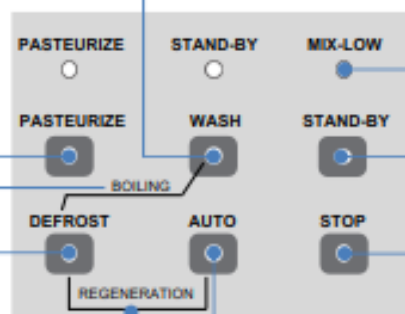 PASTEURIZE STAND-BY MIX-LOW
PASTEURIZE WASH STAND-BY
BOILING
DEFROST AUTO STOP
REGENERATION